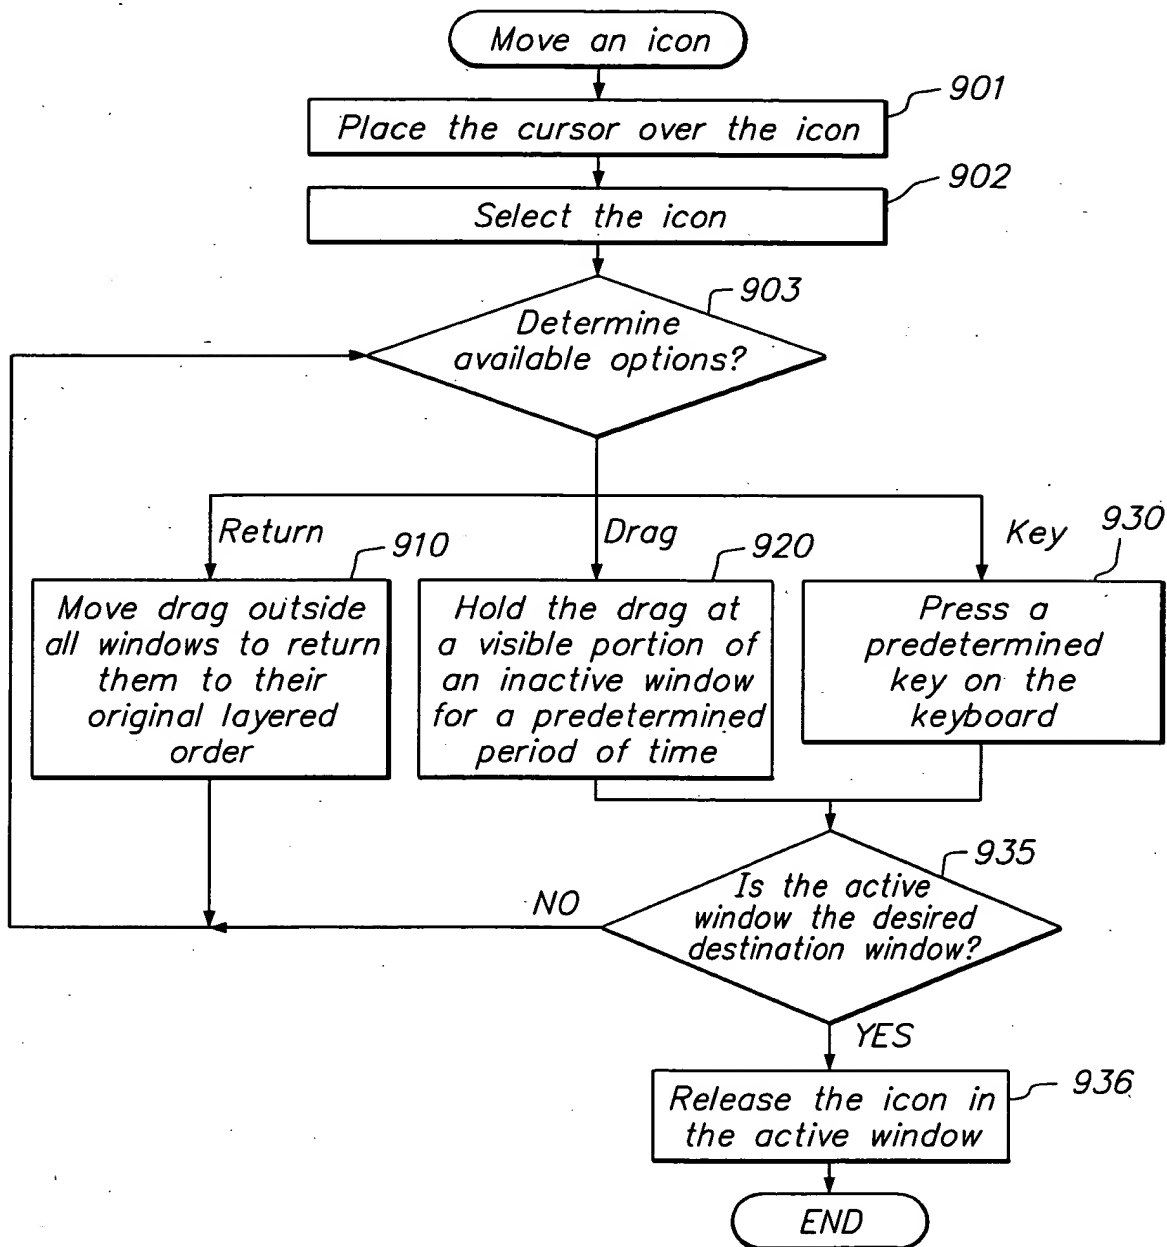 Move an icon
901
Place the cursor over the icon
902
Select the icon
903
Determine
available options?
Return
Drag
Key
910
920
930
Move drag outside
all windows to return
them to their
original layered
order
Hold the drag at
a visible portion of
an inactive window
for a predetermined
period of time
Press a
predetermined
key on the
keyboard
935
Is the active
window the desired
destination window?
NO
YES
936
Release the icon in
the active window
END